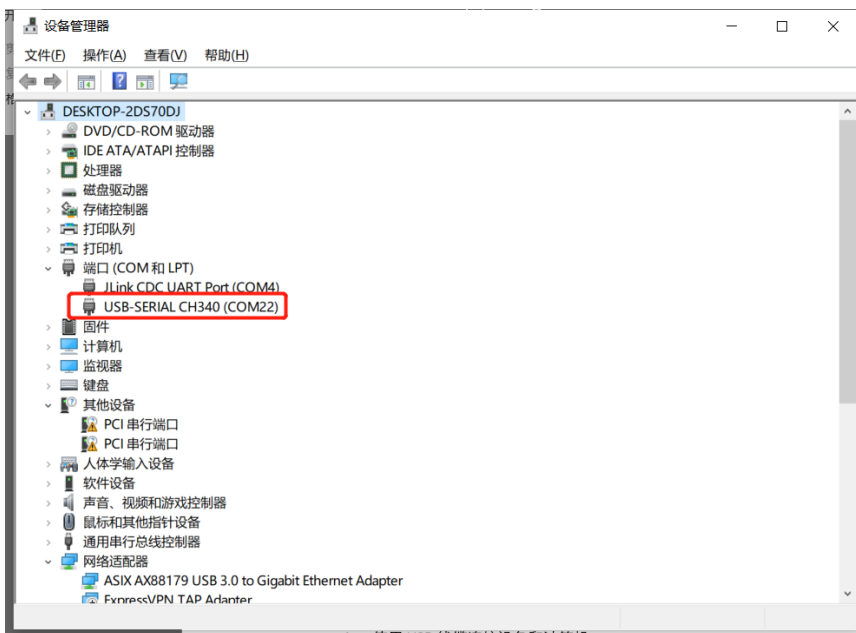 设备管理器
文件(F) 操作(A) 查看(V) 帮助(H)
DESKTOP-2DS70DJ
DVD/CD-ROM 驱动器
IDE ATA/ATAPI 控制器
处理器
磁盘驱动器
存储控制器
打印队列
打印机
端口 (COM 和 LPT)
JLink CDC UART Port (COM4)
USB-SERIAL CH340 (COM22)
固件
计算机
监视器
键盘
其他设备
PCI 串行端口
PCI 串行端口
人体学输入设备
软件设备
声音、视频和游戏控制器
鼠标和其他指针设备
通用串行总线控制器
网络适配器
ASIX AX88179 USB 3.0 to Gigabit Ethernet Adapter
ExpressVPN TAP Adapter